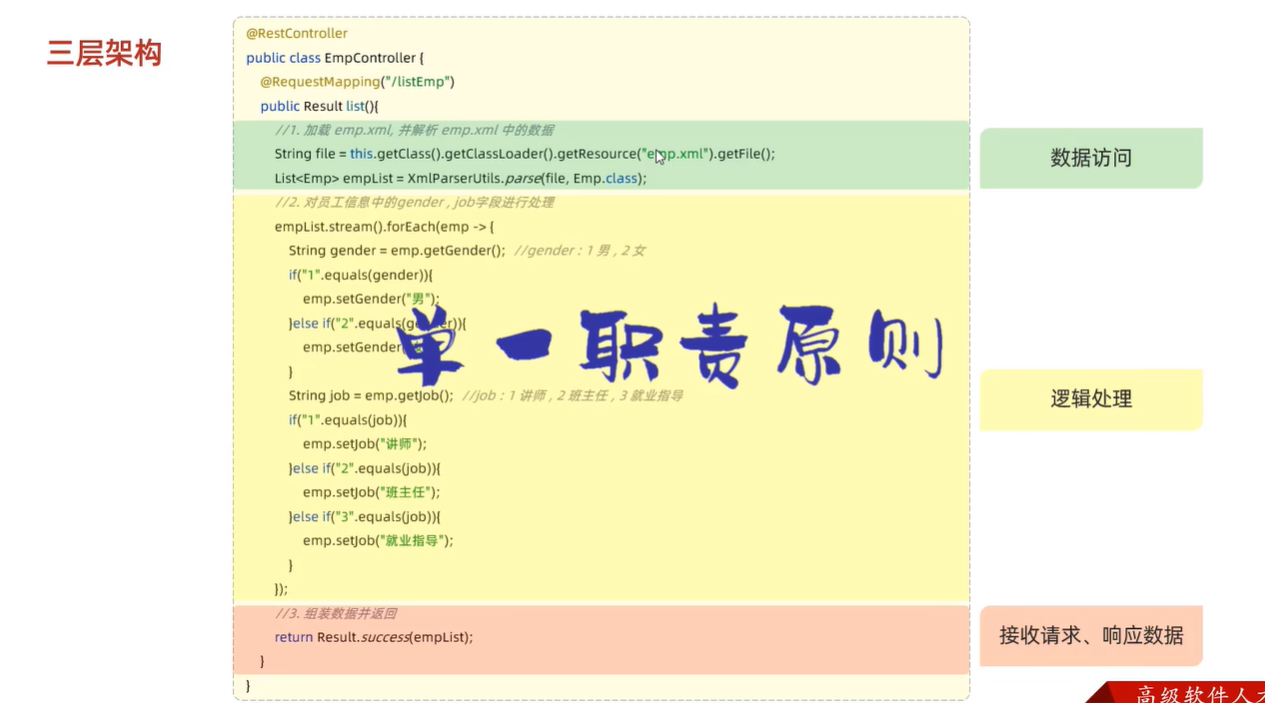 三层架构
@RestController
public class EmpController {
@RequestMapping("/listEmp")
public Result list(){
//1. 加载 emp.xml, 并解析 emp.xml 中的数据
String file = this.getClass().getClassLoader().getResource("emp.xml").getFile();
List<Emp> empList = XmlParserUtils.parse(file, Emp.class);
数据访问
//2. 对员工信息中的gender , job字段进行处理
empList.stream().forEach(emp -> {
String gender = emp.getGender(); //gender : 1 男 , 2 女
if("1".equals(gender)){
emp.setGender("男");
}else if("2".equals(gender)){
emp.setGender(
单一职责原则
}
String job = emp.getJob(); //job : 1 讲师 , 2 班主任 , 3 就业指导
逻辑处理
if("1".equals(job)){
emp.setJob("讲师");
}else if("2".equals(job)){
emp.setJob("班主任");
}else if("3".equals(job)){
emp.setJob("就业指导");
}
});
//3. 组装数据并返回
return Result.success(empList);
接收请求、响应数据
}
}
高级软件人